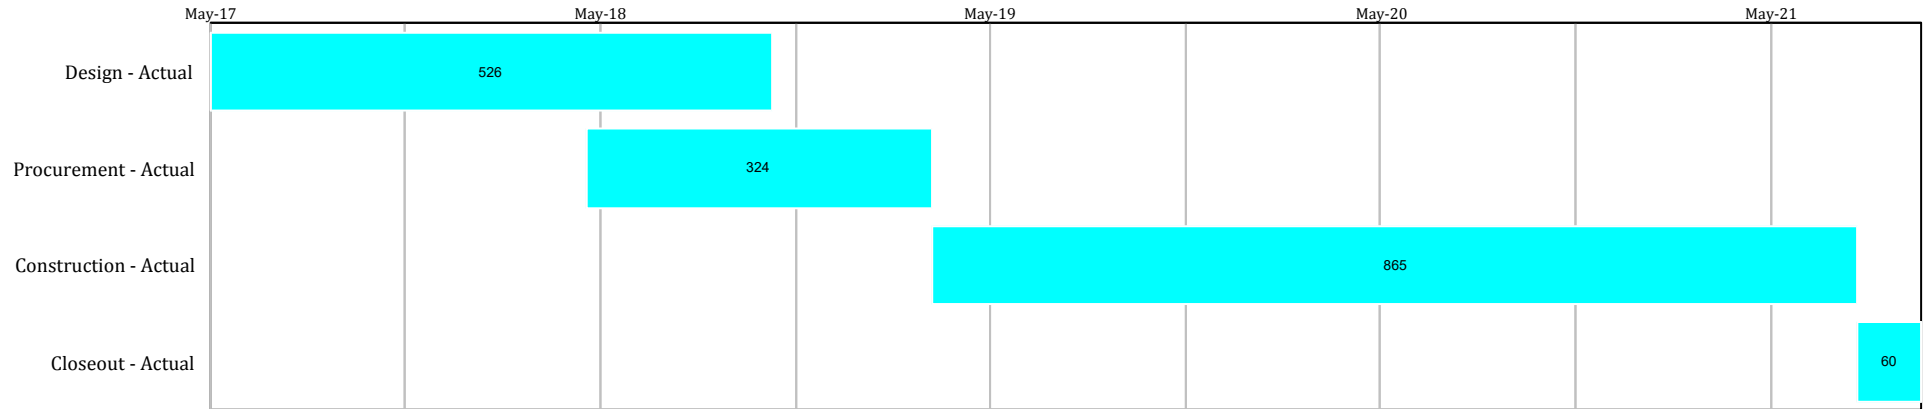 May-17 May-18 May-19 May-20 May-21
Design - Actual 526
Procurement - Actual 324
Construction - Actual 865
Closeout - Actual 60